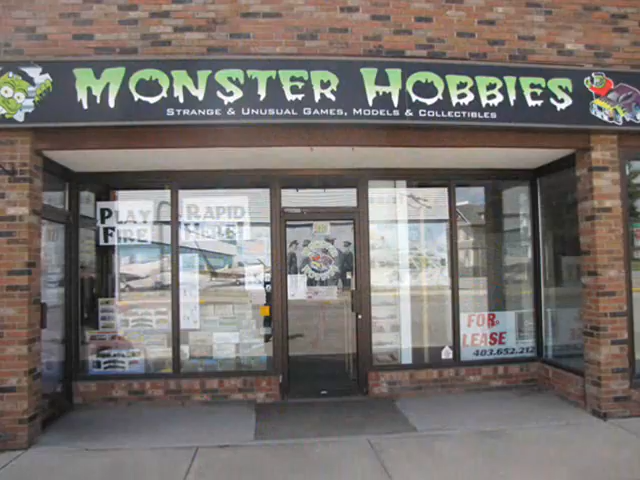 MONSTER HOBBIES
STRANGE & UNUSUAL GAMES, MODELS & COLLECTIBLES
PLAY
FIRE
RAPID
FOR
LEASE
403.652.212